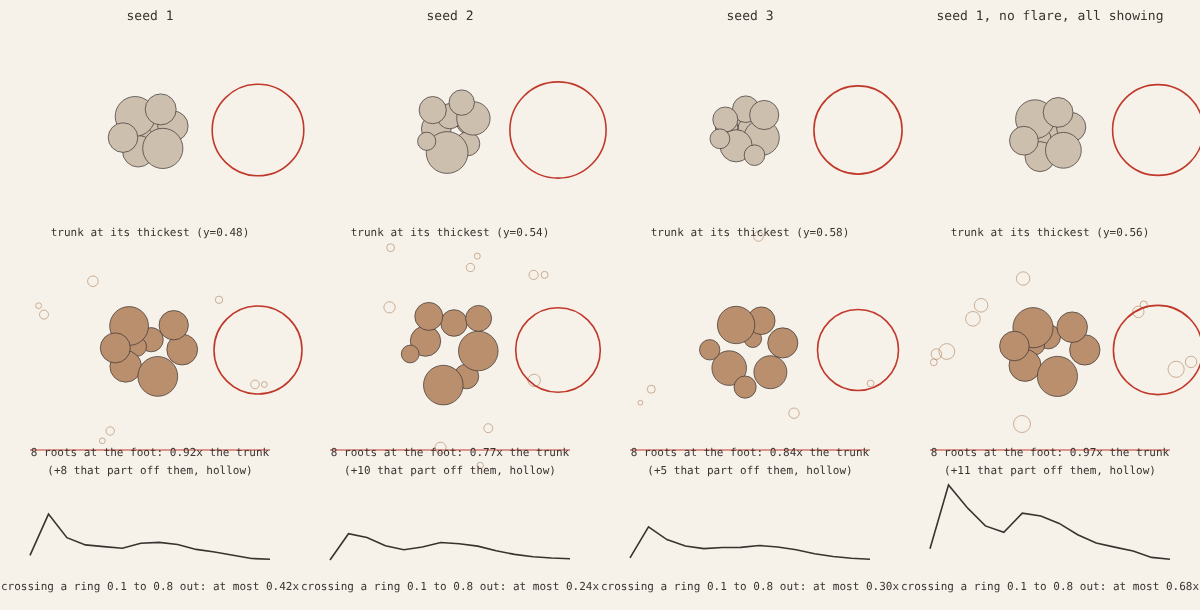 seed 1
seed 2
seed 3
seed 1, no flare, all showing
trunk at its thickest (y=0.48)
trunk at its thickest (y=0.54)
trunk at its thickest (y=0.58)
trunk at its thickest (y=0.56)
8 roots at the foot: 0.92x the trunk
(+8 that part off them, hollow)
8 roots at the foot: 0.77x the trunk
(+10 that part off them, hollow)
8 roots at the foot: 0.84x the trunk
(+5 that part off them, hollow)
8 roots at the foot: 0.97x the trunk
(+11 that part off them, hollow)
crossing a ring 0.1 to 0.8 out: at most 0.42x
crossing a ring 0.1 to 0.8 out: at most 0.24x
crossing a ring 0.1 to 0.8 out: at most 0.30x
crossing a ring 0.1 to 0.8 out: at most 0.68x